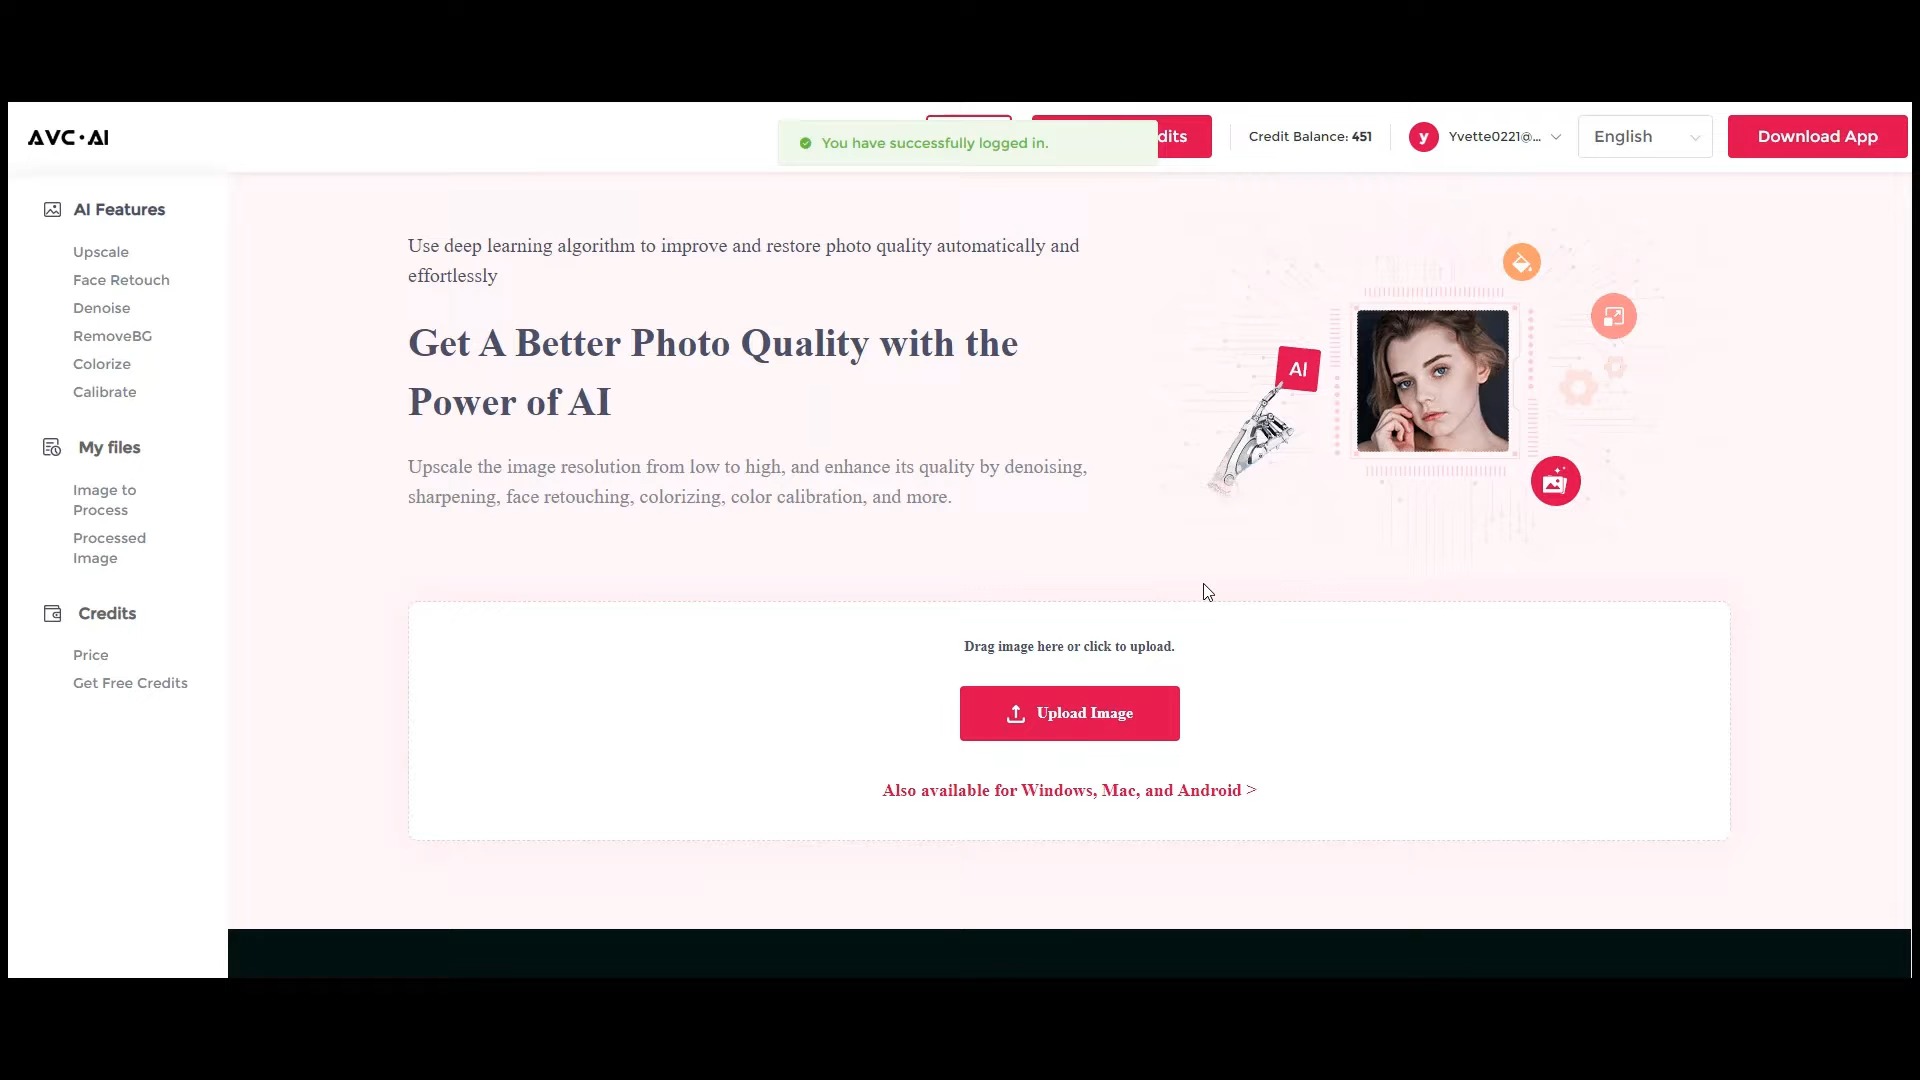 AVC·AI
You have successfully logged in.
dits
Credit Balance: 451
y
Yvette0221@...
English
Download App
AI Features
Upscale
Face Retouch
Denoise
RemoveBG
Colorize
Calibrate
My files
Image to
Process
Processed
Image
Credits
Price
Get Free Credits
Use deep learning algorithm to improve and restore photo quality automatically and
effortlessly
Get A Better Photo Quality with the
Power of AI
Upscale the image resolution from low to high, and enhance its quality by denoising,
sharpening, face retouching, colorizing, color calibration, and more.
AI
Drag image here or click to upload.
Upload Image
Also available for Windows, Mac, and Android >